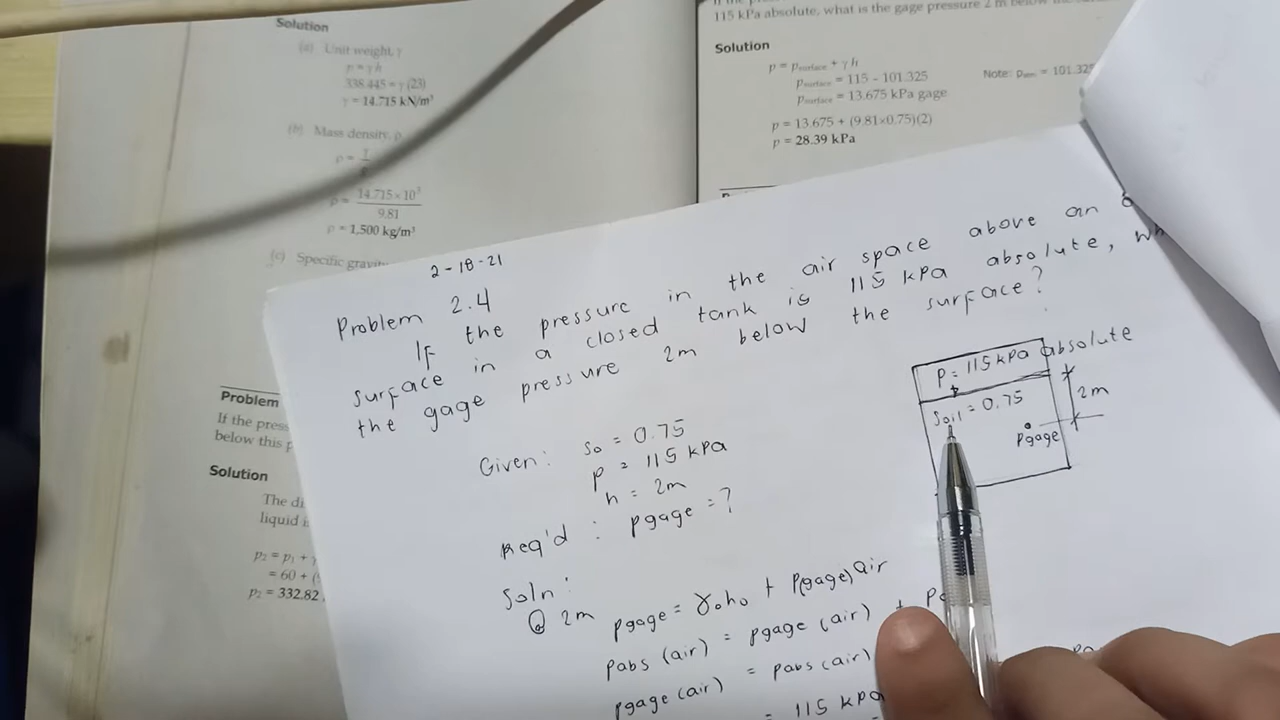 Solution
(a) Unit weight, γ
p = γ h
338.445 = γ (23)
γ = 14.715 kN/m³
(b) Mass density, ρ
14.715 × 10³
9.81
ρ = 1,500 kg/m³
(c) Specific
Problem
If the press
below this p
Solution
The di
liquid i
p₂ = p₁ +
= 60 + (
p₂ = 332.82
115 kPa absolute, what is the gage pressure 2 m below
Solution
p = psurface + γ h
psurface = 115 - 101.325
psurface = 13.675 kPa gage
Note: patm = 101.325
p = 13.675 + (9.81×0.75)(2)
p = 28.39 kPa
2-18-21
Problem 2.4
If the pressure in the air space above an
surface in a closed tank is 115 kPa absolute,
the gage pressure 2m below the surface?
P = 115 kPa absolute
Soil = 0.75
2m
Pgage
Given: so = 0.75
p = 115 kPa
h = 2m
Req'd : pgage = ?
Soln:
@ 2m pgage = γoho + p(gage)air
pabs (air) = pgage (air) +
pgage (air) = pabs (air)
= 115 kPa